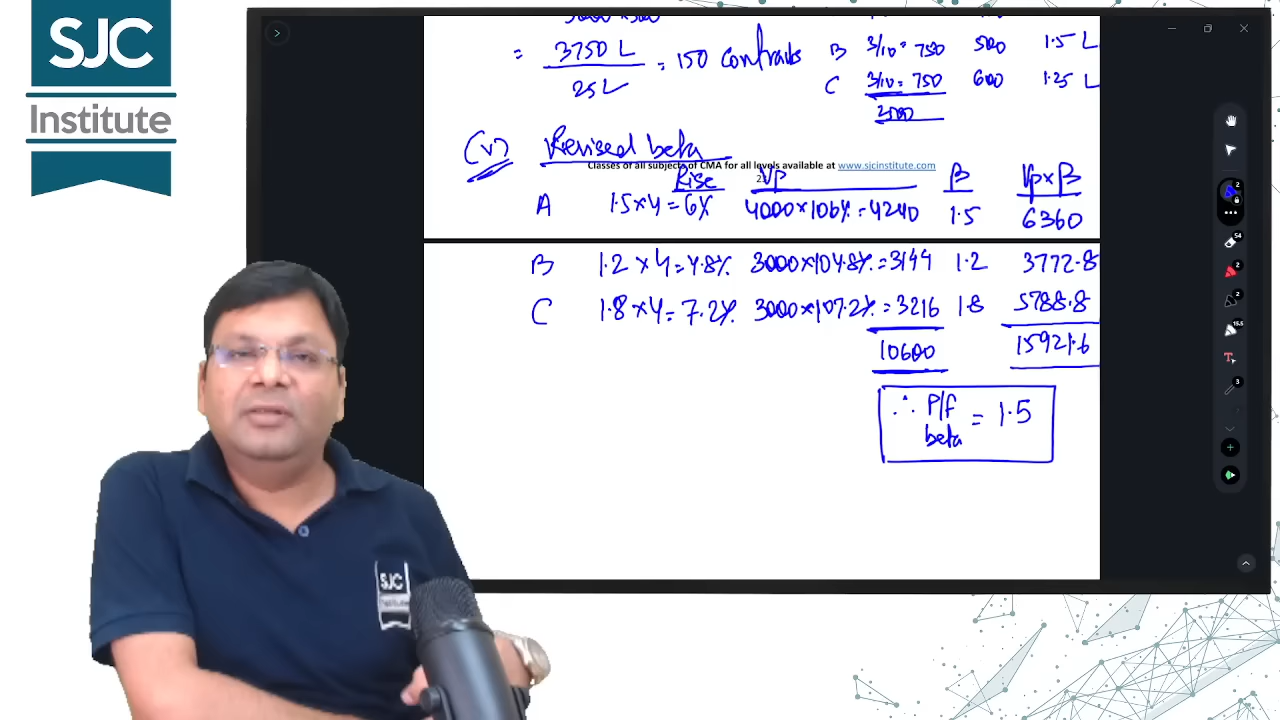 SJC
Institute
= 3750 L
25 L
= 150 contracts
B 3/10 = 750 500 1.5 L
C 3/10 = 750 600 1.25 L
2500
(v) Revised beta
Classes of all subjects of CMA for all levels available at www.sjcinstitute.com
Rise Vp β Vp×β
A 1.5×4 = 6% 4000×106% = 4240 1.5 6360
B 1.2×4 = 4.8% 3000×104.8% = 3144 1.2 3772.8
C 1.8×4 = 7.2% 3000×107.2% = 3216 1.8 5788.8
10600 15921.6
∴ P/f beta = 1.5
SJC
Institute